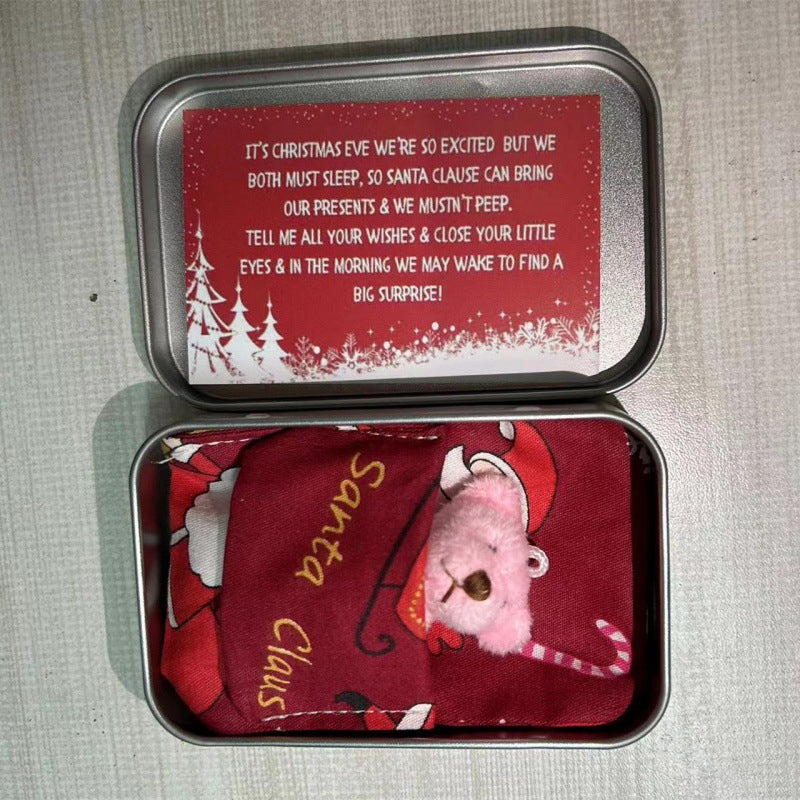 IT'S CHRISTMAS EVE WE'RE SO EXCITED BUT WE
BOTH MUST SLEEP, SO SANTA CLAUSE CAN BRING
OUR PRESENTS & WE MUSTN'T PEEP.
TELL ME ALL YOUR WISHES & CLOSE YOUR LITTLE
EYES & IN THE MORNING WE MAY WAKE TO FIND A
BIG SURPRISE!
Santa Claus